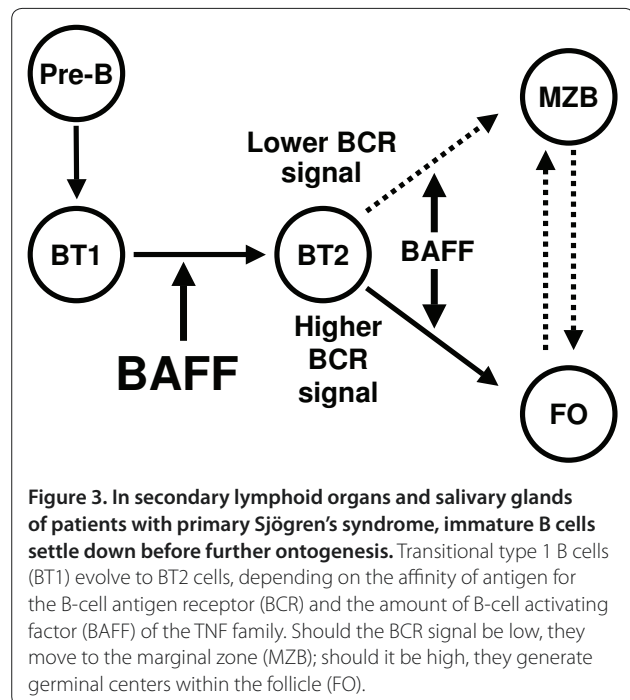 Pre-B
MZB
Lower BCR
signal
BT1
BT2
BAFF
Higher
BCR
signal
BAFF
FO
Figure 3. In secondary lymphoid organs and salivary glands
of patients with primary Sjögren’s syndrome, immature B cells
settle down before further ontogenesis. Transitional type 1 B cells
(BT1) evolve to BT2 cells, depending on the affinity of antigen for
the B-cell antigen receptor (BCR) and the amount of B-cell activating
factor (BAFF) of the TNF family. Should the BCR signal be low, they
move to the marginal zone (MZB); should it be high, they generate
germinal centers within the follicle (FO).